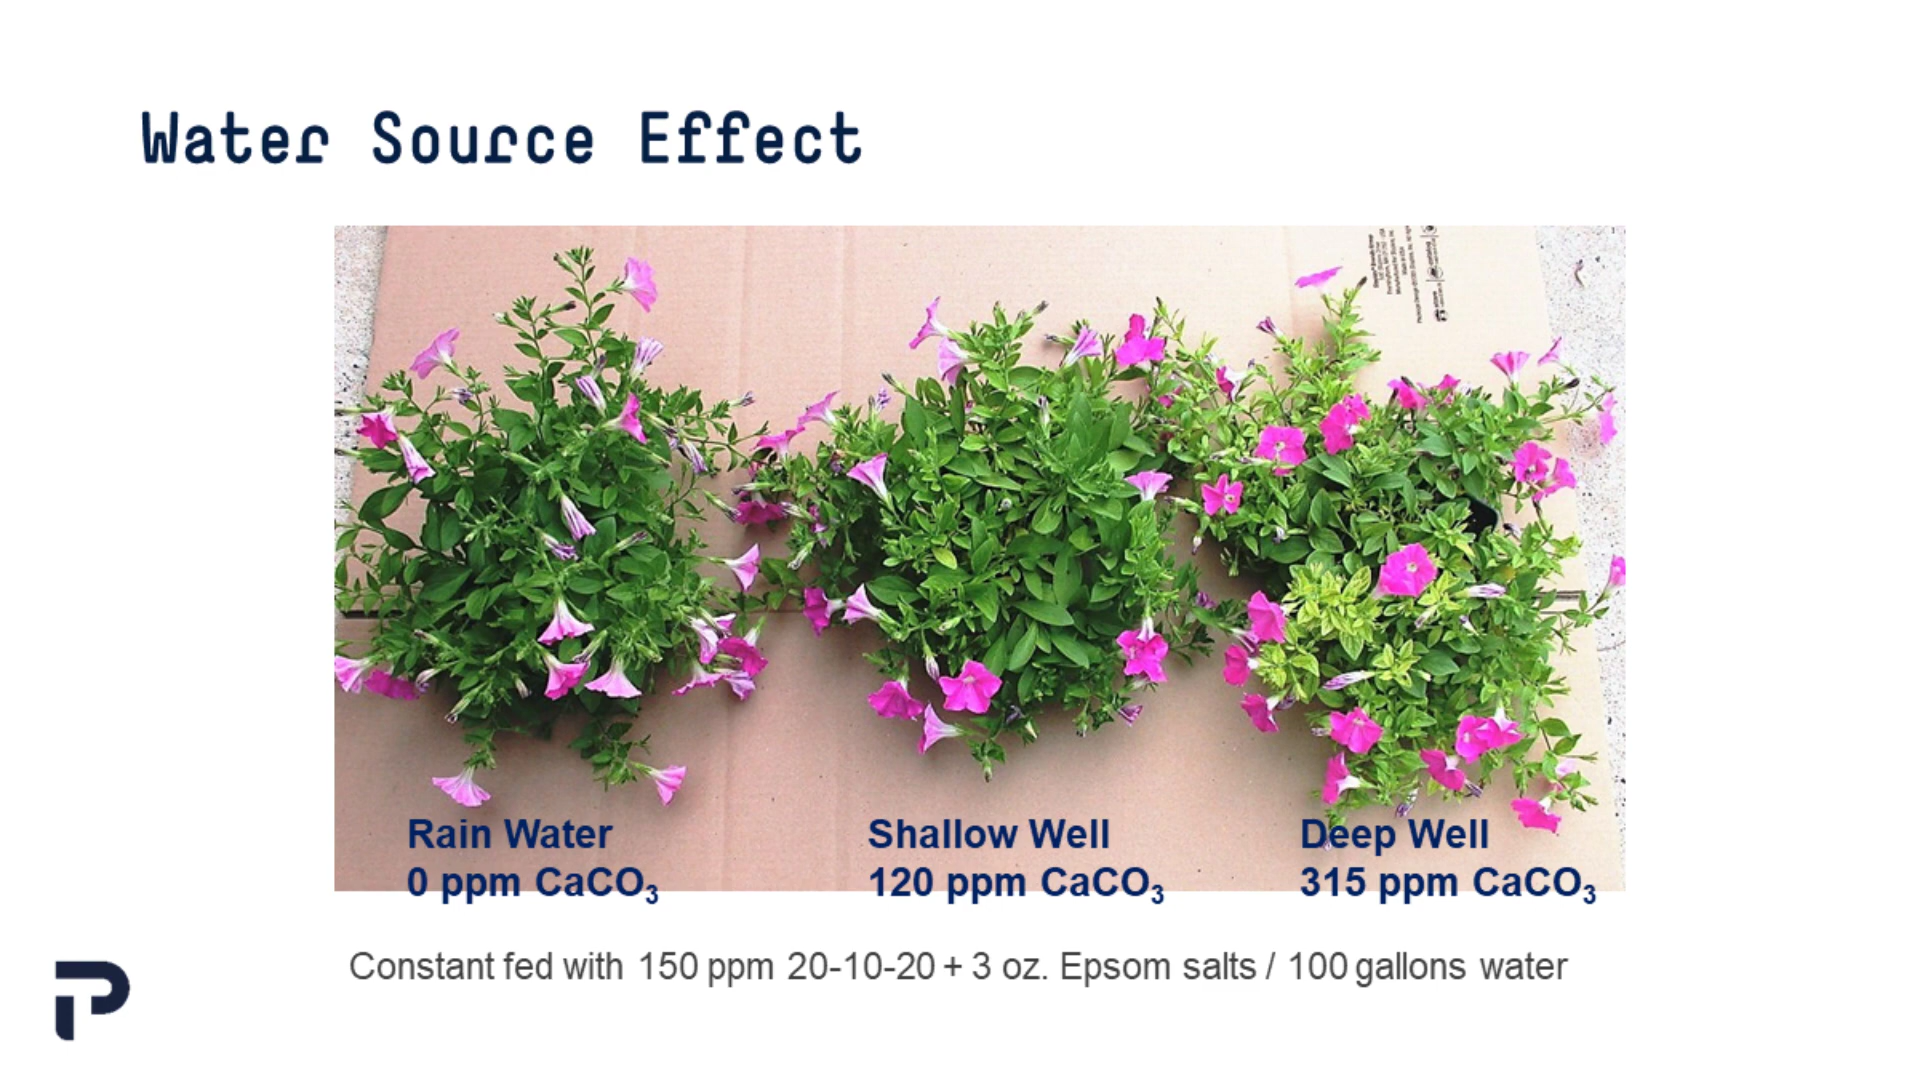 Water Source Effect
Rain Water
0 ppm CaCO₃
Shallow Well
120 ppm CaCO₃
Deep Well
315 ppm CaCO₃
Constant fed with 150 ppm 20-10-20 + 3 oz. Epsom salts / 100 gallons water